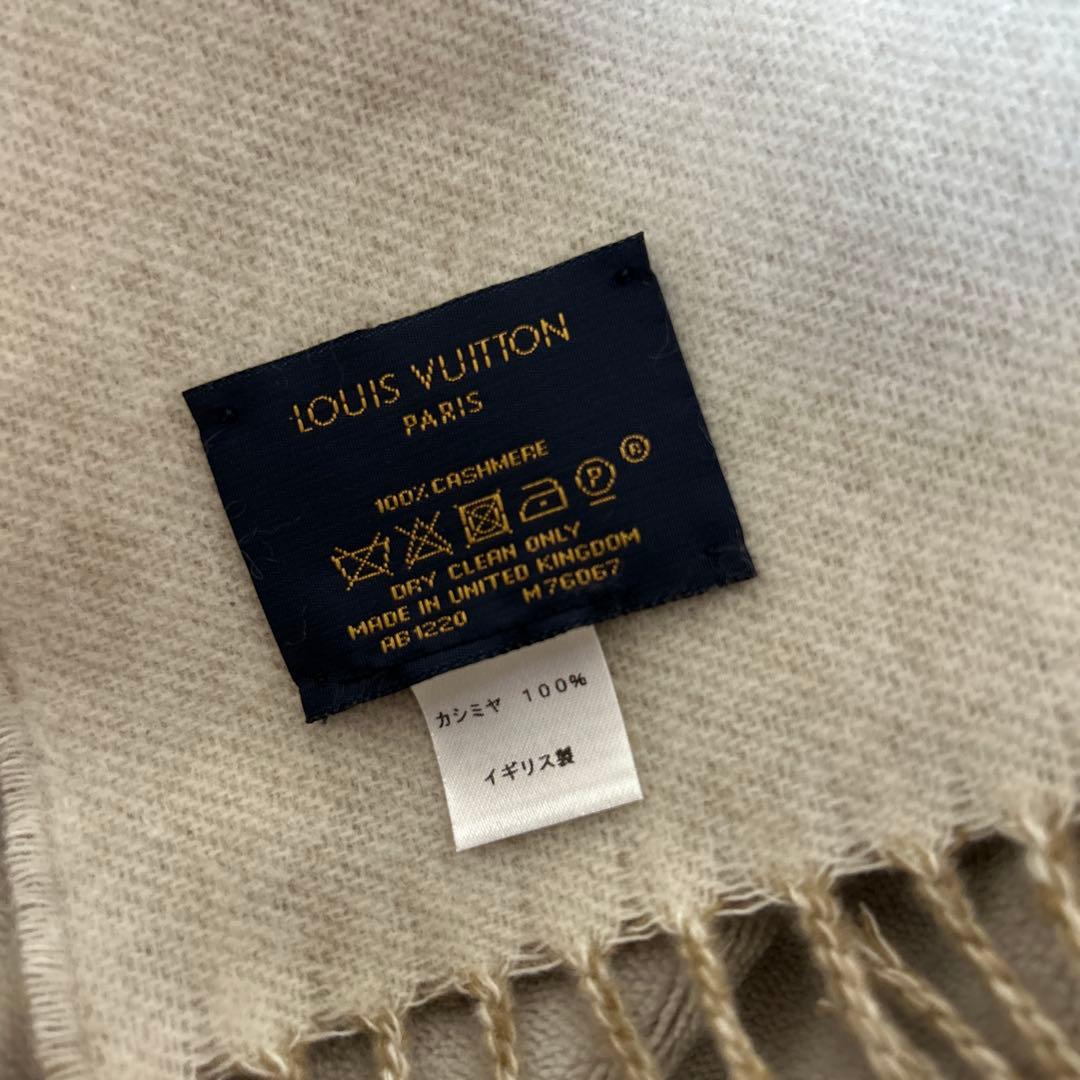 LOUIS VUITTON
PARIS
100% CASHMERE
P R
DRY CLEAN ONLY
MADE IN UNITED KINGDOM
AB1220 M76067
カシミヤ 100%
イギリス製